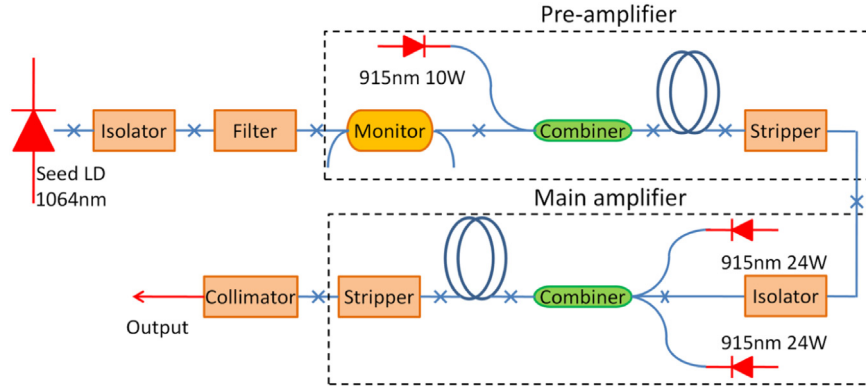 Pre-amplifier
915nm 10W
Isolator
Filter
Monitor
Combiner
Stripper
Seed LD
1064nm
Main amplifier
915nm 24W
Collimator
Stripper
Combiner
Isolator
Output
915nm 24W